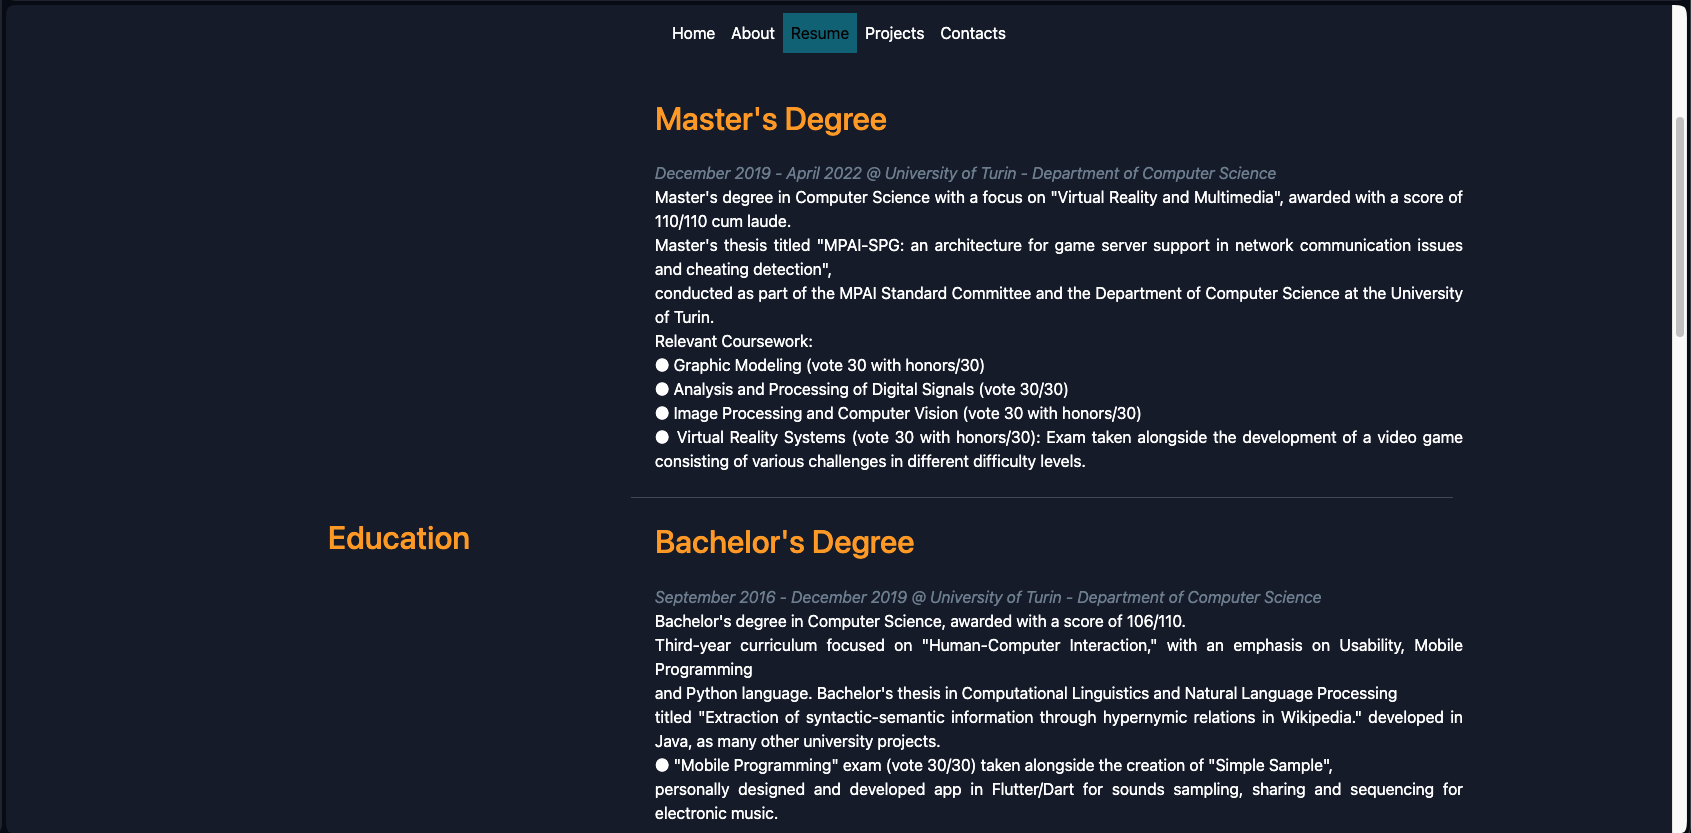 Home About Resume Projects Contacts
Master's Degree
December 2019 - April 2022 @ University of Turin - Department of Computer Science
Master's degree in Computer Science with a focus on "Virtual Reality and Multimedia", awarded with a score of
110/110 cum laude.
Master's thesis titled "MPAI-SPG: an architecture for game server support in network communication issues
and cheating detection",
conducted as part of the MPAI Standard Committee and the Department of Computer Science at the University
of Turin.
Relevant Coursework:
● Graphic Modeling (vote 30 with honors/30)
● Analysis and Processing of Digital Signals (vote 30/30)
● Image Processing and Computer Vision (vote 30 with honors/30)
● Virtual Reality Systems (vote 30 with honors/30): Exam taken alongside the development of a video game
consisting of various challenges in different difficulty levels.
Education
Bachelor's Degree
September 2016 - December 2019 @ University of Turin - Department of Computer Science
Bachelor's degree in Computer Science, awarded with a score of 106/110.
Third-year curriculum focused on "Human-Computer Interaction," with an emphasis on Usability, Mobile
Programming
and Python language. Bachelor's thesis in Computational Linguistics and Natural Language Processing
titled "Extraction of syntactic-semantic information through hypernymic relations in Wikipedia." developed in
Java, as many other university projects.
● "Mobile Programming" exam (vote 30/30) taken alongside the creation of "Simple Sample",
personally designed and developed app in Flutter/Dart for sounds sampling, sharing and sequencing for
electronic music.